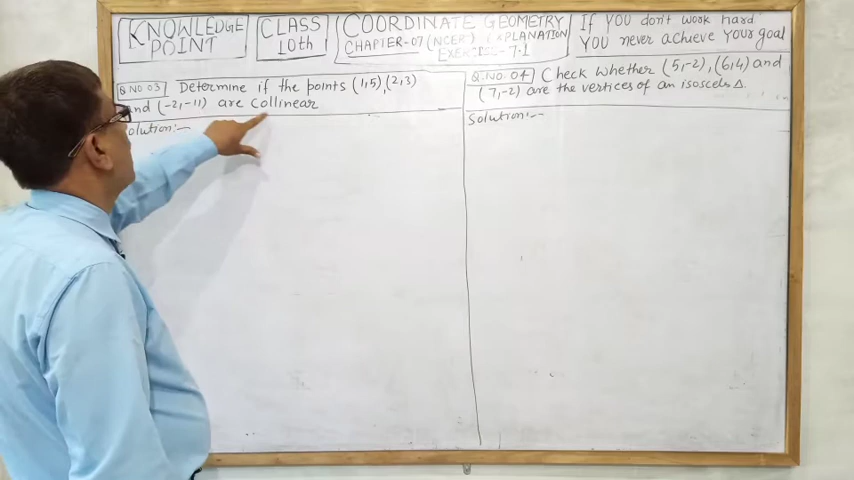 KNOWLEDGE
POINT
CLASS
10th
COORDINATE GEOMETRY
CHAPTER-07 (NCERT) EXPLANATION
EXERCISE-7.1
If YOU don't wook hard
YOU never achieve Your goal
Q.NO 03 Determine if the points (1,5),(2,3)
and (-2,-11) are collinear
Solution:-
Q.No. 04 Check whether (5,-2),(6,4) and
(7,-2) are the vertices of an isoscels Δ.
Solution:-